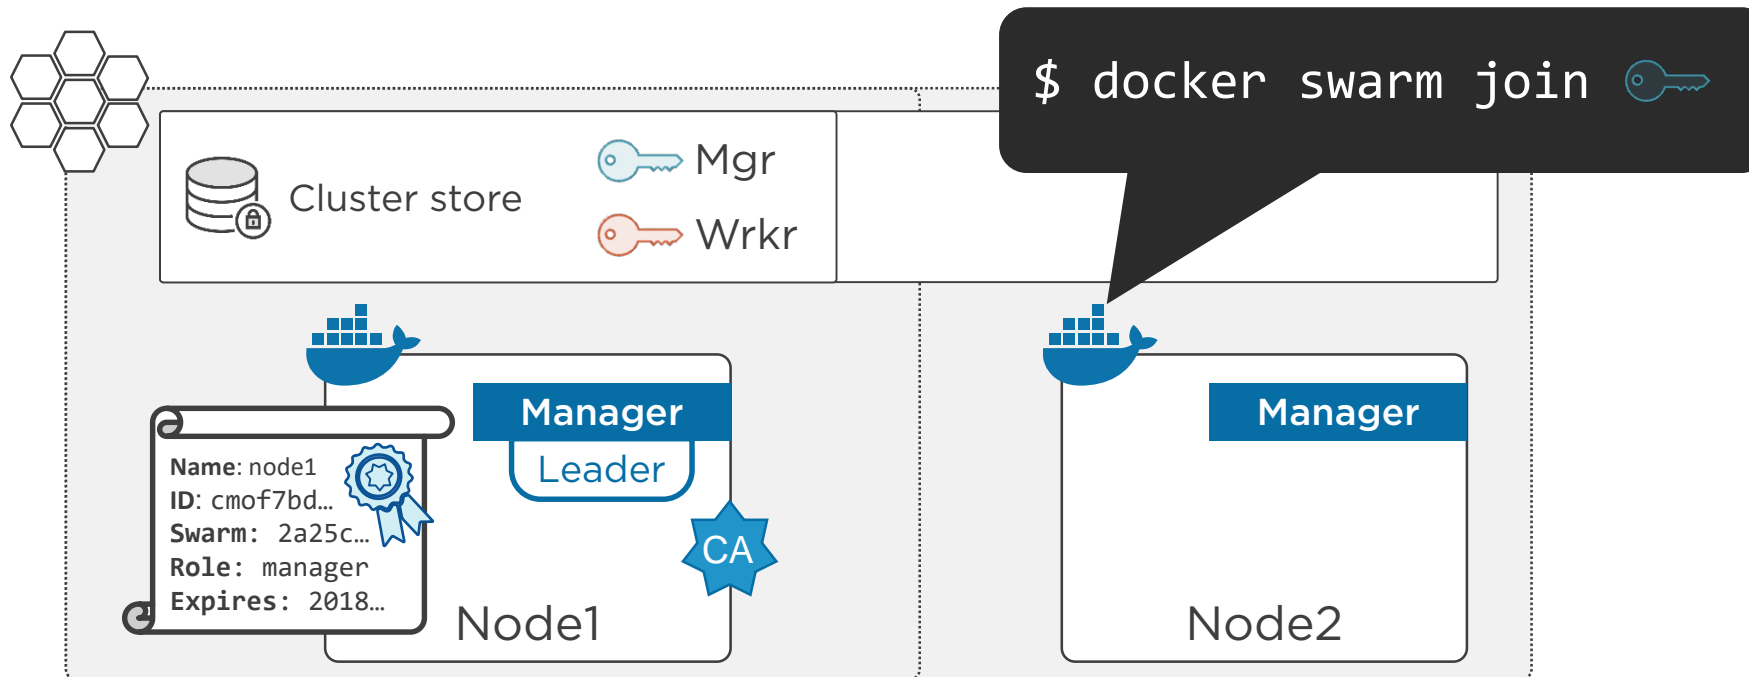 $ docker swarm join
Cluster store
Mgr
Wrkr
Manager
Leader
Name: node1
ID: cmof7bd…
Swarm: 2a25c…
Role: manager
Expires: 2018…
CA
Node1
Manager
Node2